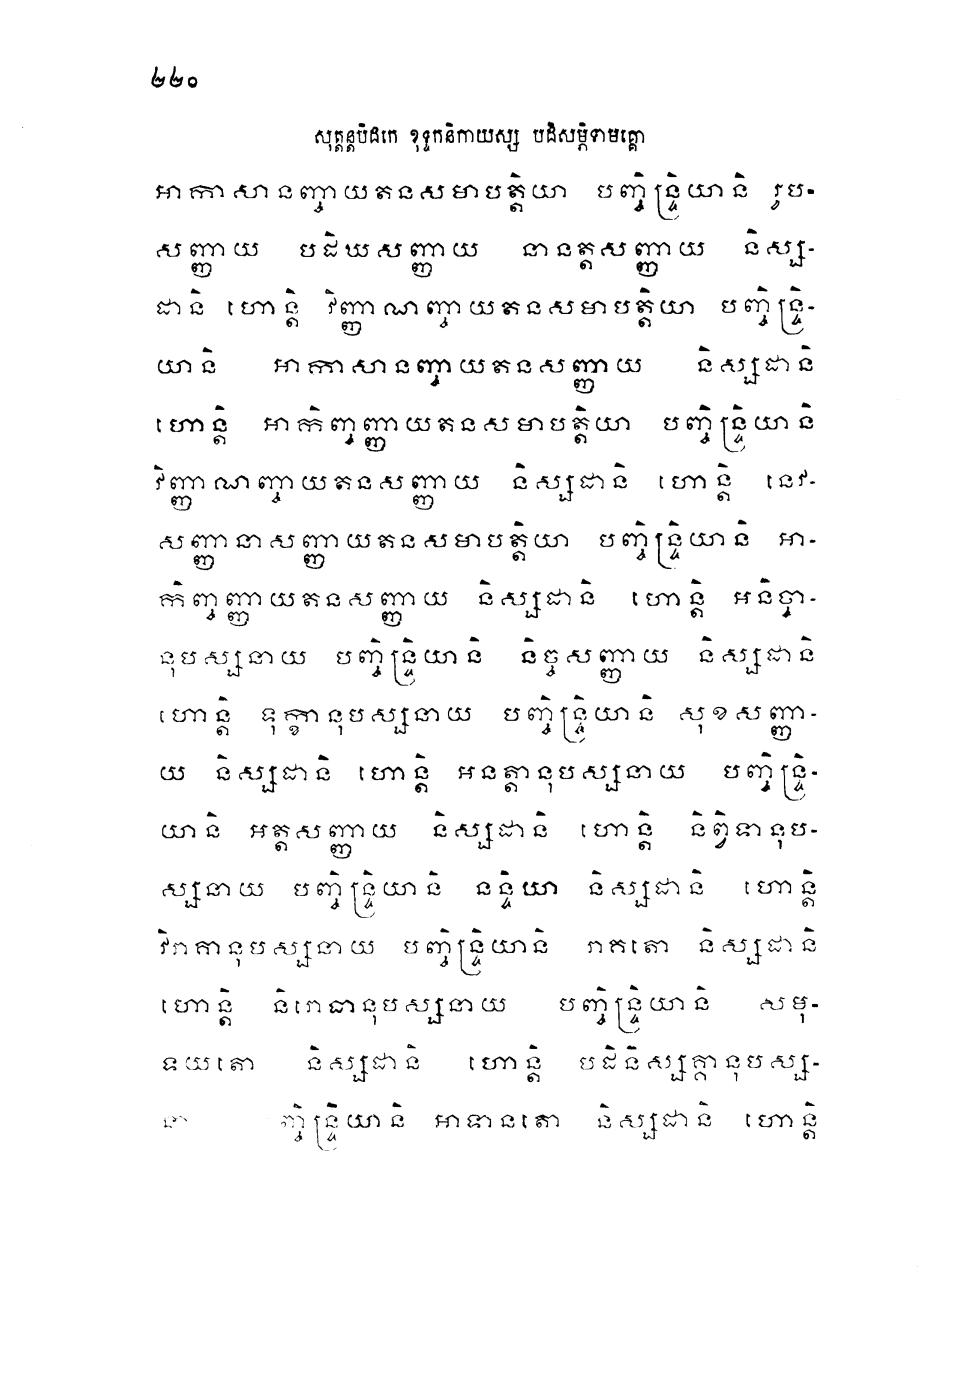 ២២០
សុត្តន្តបិដកេ ខុទ្ទកនិកាយស្ស បដិសម្ភិទាមគ្គោ
អាកាសានញ្ចាយតនសមាបត្តិយា បញ្ចិន្ទ្រិយានិ រូប-
សញ្ញាយ បដិឃសញ្ញាយ នានត្តសញ្ញាយ និស្ស-
ដានិ ហោន្តិ វិញ្ញាណញ្ចាយតនសមាបត្តិយា បញ្ចិន្ទ្រិ-
យានិ អាកាសានញ្ចាយតនសញ្ញាយ និស្សដានិ
ហោន្តិ អាកិញ្ចញ្ញាយតនសមាបត្តិយា បញ្ចិន្ទ្រិយានិ
វិញ្ញាណញ្ចាយតនសញ្ញាយ និស្សដានិ ហោន្តិ នេវ-
សញ្ញានាសញ្ញាយតនសមាបត្តិយា បញ្ចិន្ទ្រិយានិ អា-
កិញ្ចញ្ញាយតនសញ្ញាយ និស្សដានិ ហោន្តិ អនិច្ចា-
នុបស្សនាយ បញ្ចិន្ទ្រិយានិ និច្ចសញ្ញាយ និស្សដានិ
ហោន្តិ ទុក្ខានុបស្សនាយ បញ្ចិន្ទ្រិយានិ សុខសញ្ញា-
យ និស្សដានិ ហោន្តិ អនត្តានុបស្សនាយ បញ្ចិន្ទ្រិ-
យានិ អត្តសញ្ញាយ និស្សដានិ ហោន្តិ និព្វិទានុប-
ស្សនាយ បញ្ចិន្ទ្រិយានិ នន្ទិយា និស្សដានិ ហោន្តិ
វិរាគានុបស្សនាយ បញ្ចិន្ទ្រិយានិ រាគតោ និស្សដានិ
ហោន្តិ និរោធានុបស្សនាយ បញ្ចិន្ទ្រិយានិ សមុ-
ទយតោ និស្សដានិ ហោន្តិ បដិនិស្សគ្គានុបស្ស-
នា ញ្ចិន្ទ្រិយានិ អាទានតោ និស្សដានិ ហោន្តិ